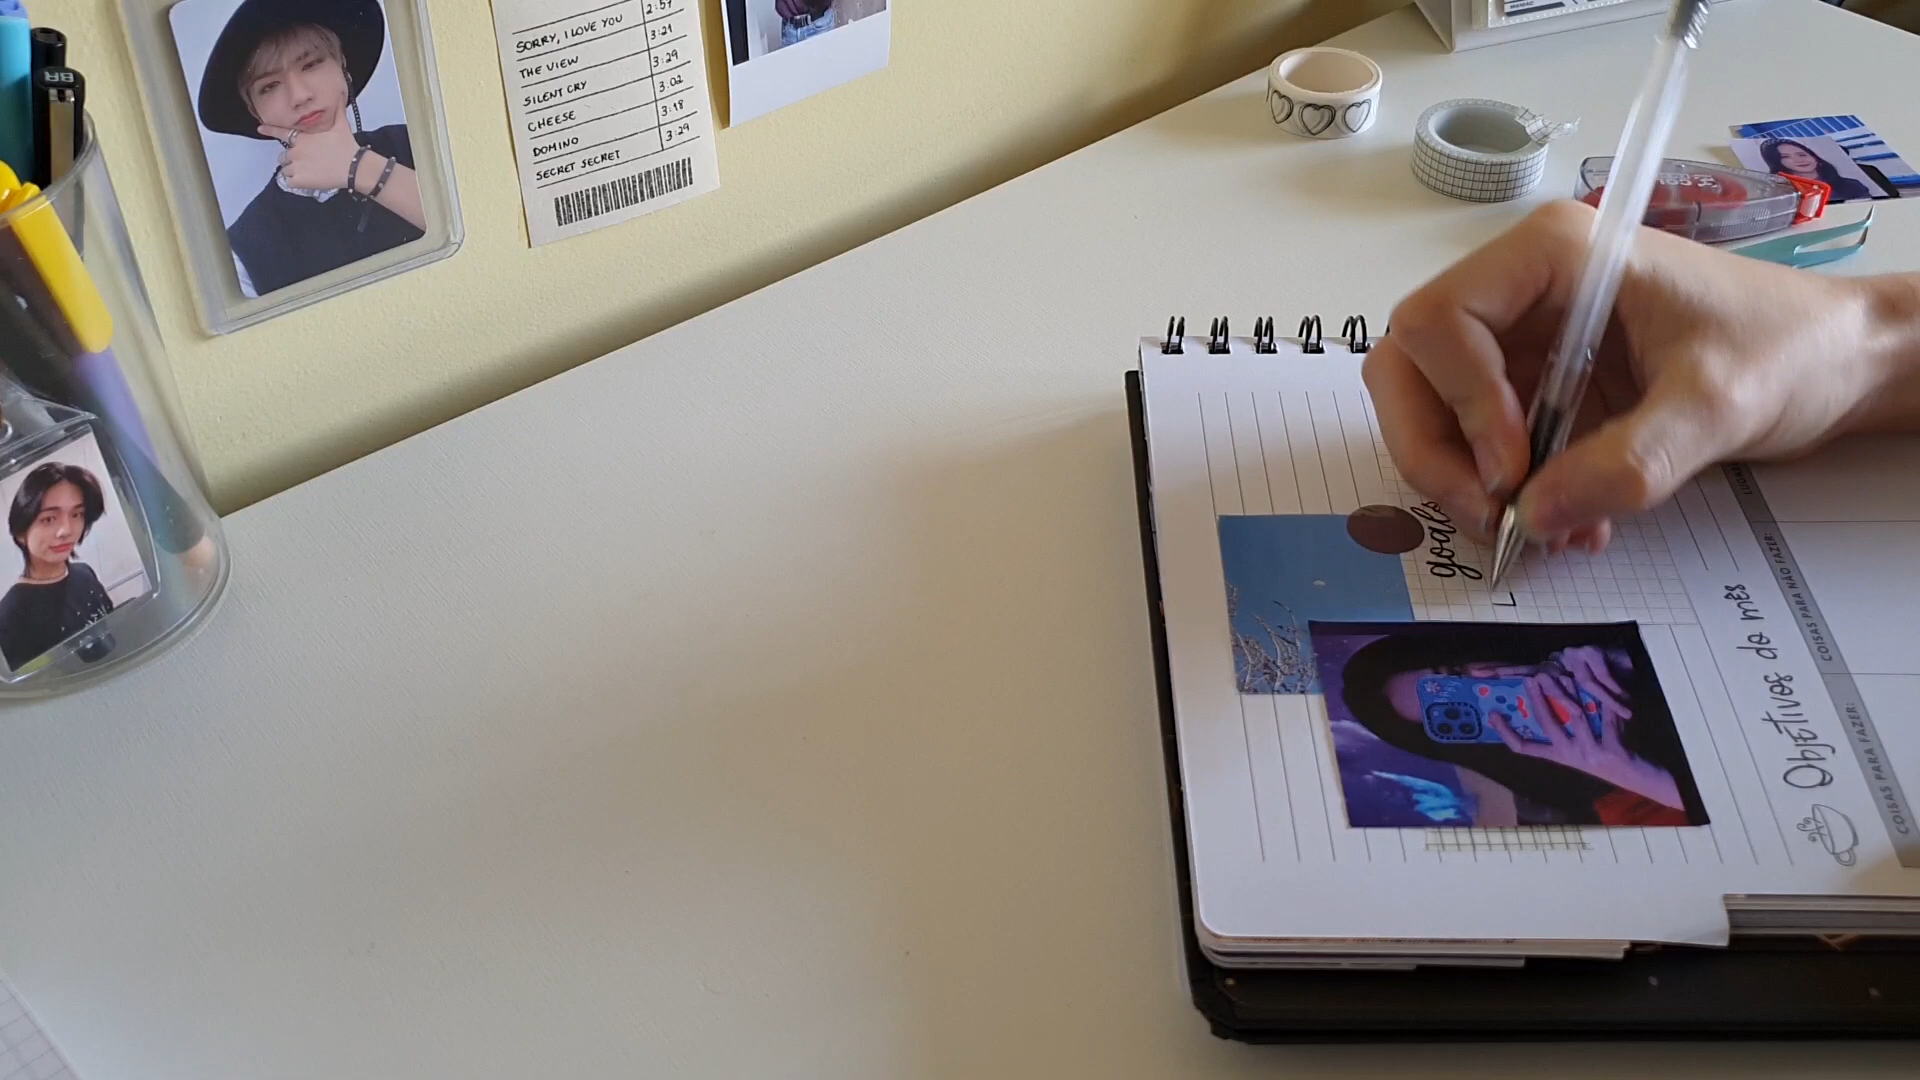 2:57
SORRY, I LOVE YOU 3:21
THE VIEW 3:29
SILENT CRY 3:02
CHEESE 3:18
DOMINO 3:29
SECRET SECRET
BR
goals
L
Objetivos do mês
COISAS PARA FAZER:
COISAS PARA NÃO FAZER: